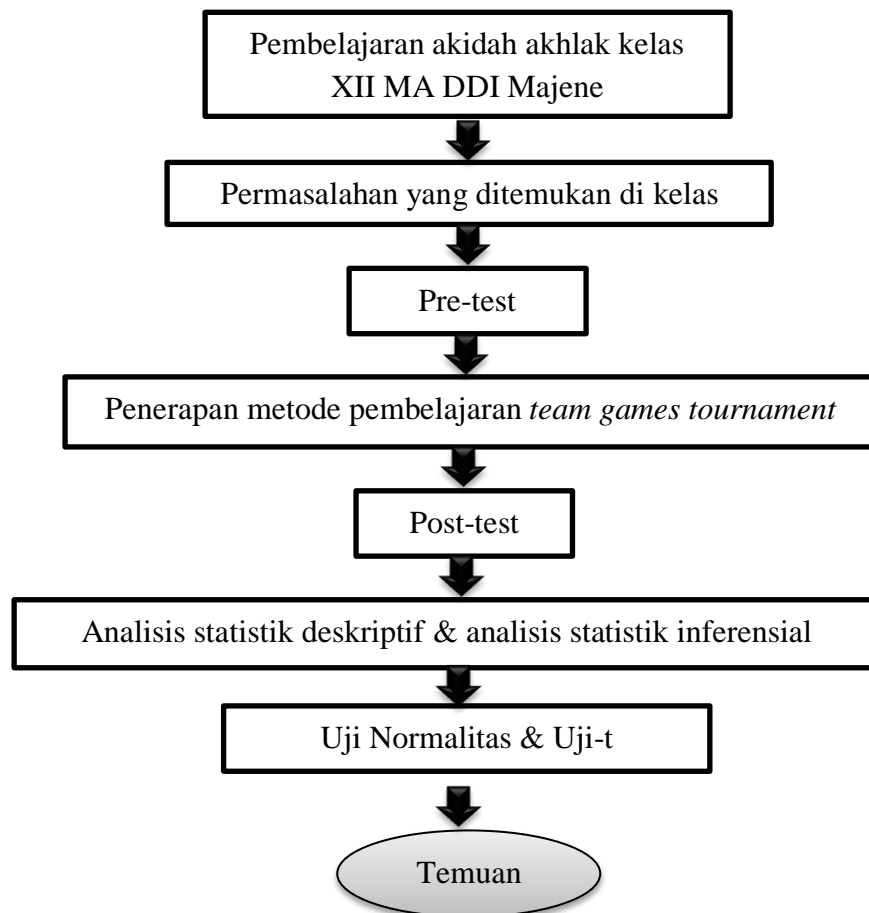 Pembelajaran akidah akhlak kelas
XII MA DDI Majene
Permasalahan yang ditemukan di kelas
Pre-test
Penerapan metode pembelajaran team games tournament
Post-test
Analisis statistik deskriptif & analisis statistik inferensial
Uji Normalitas & Uji-t
Temuan